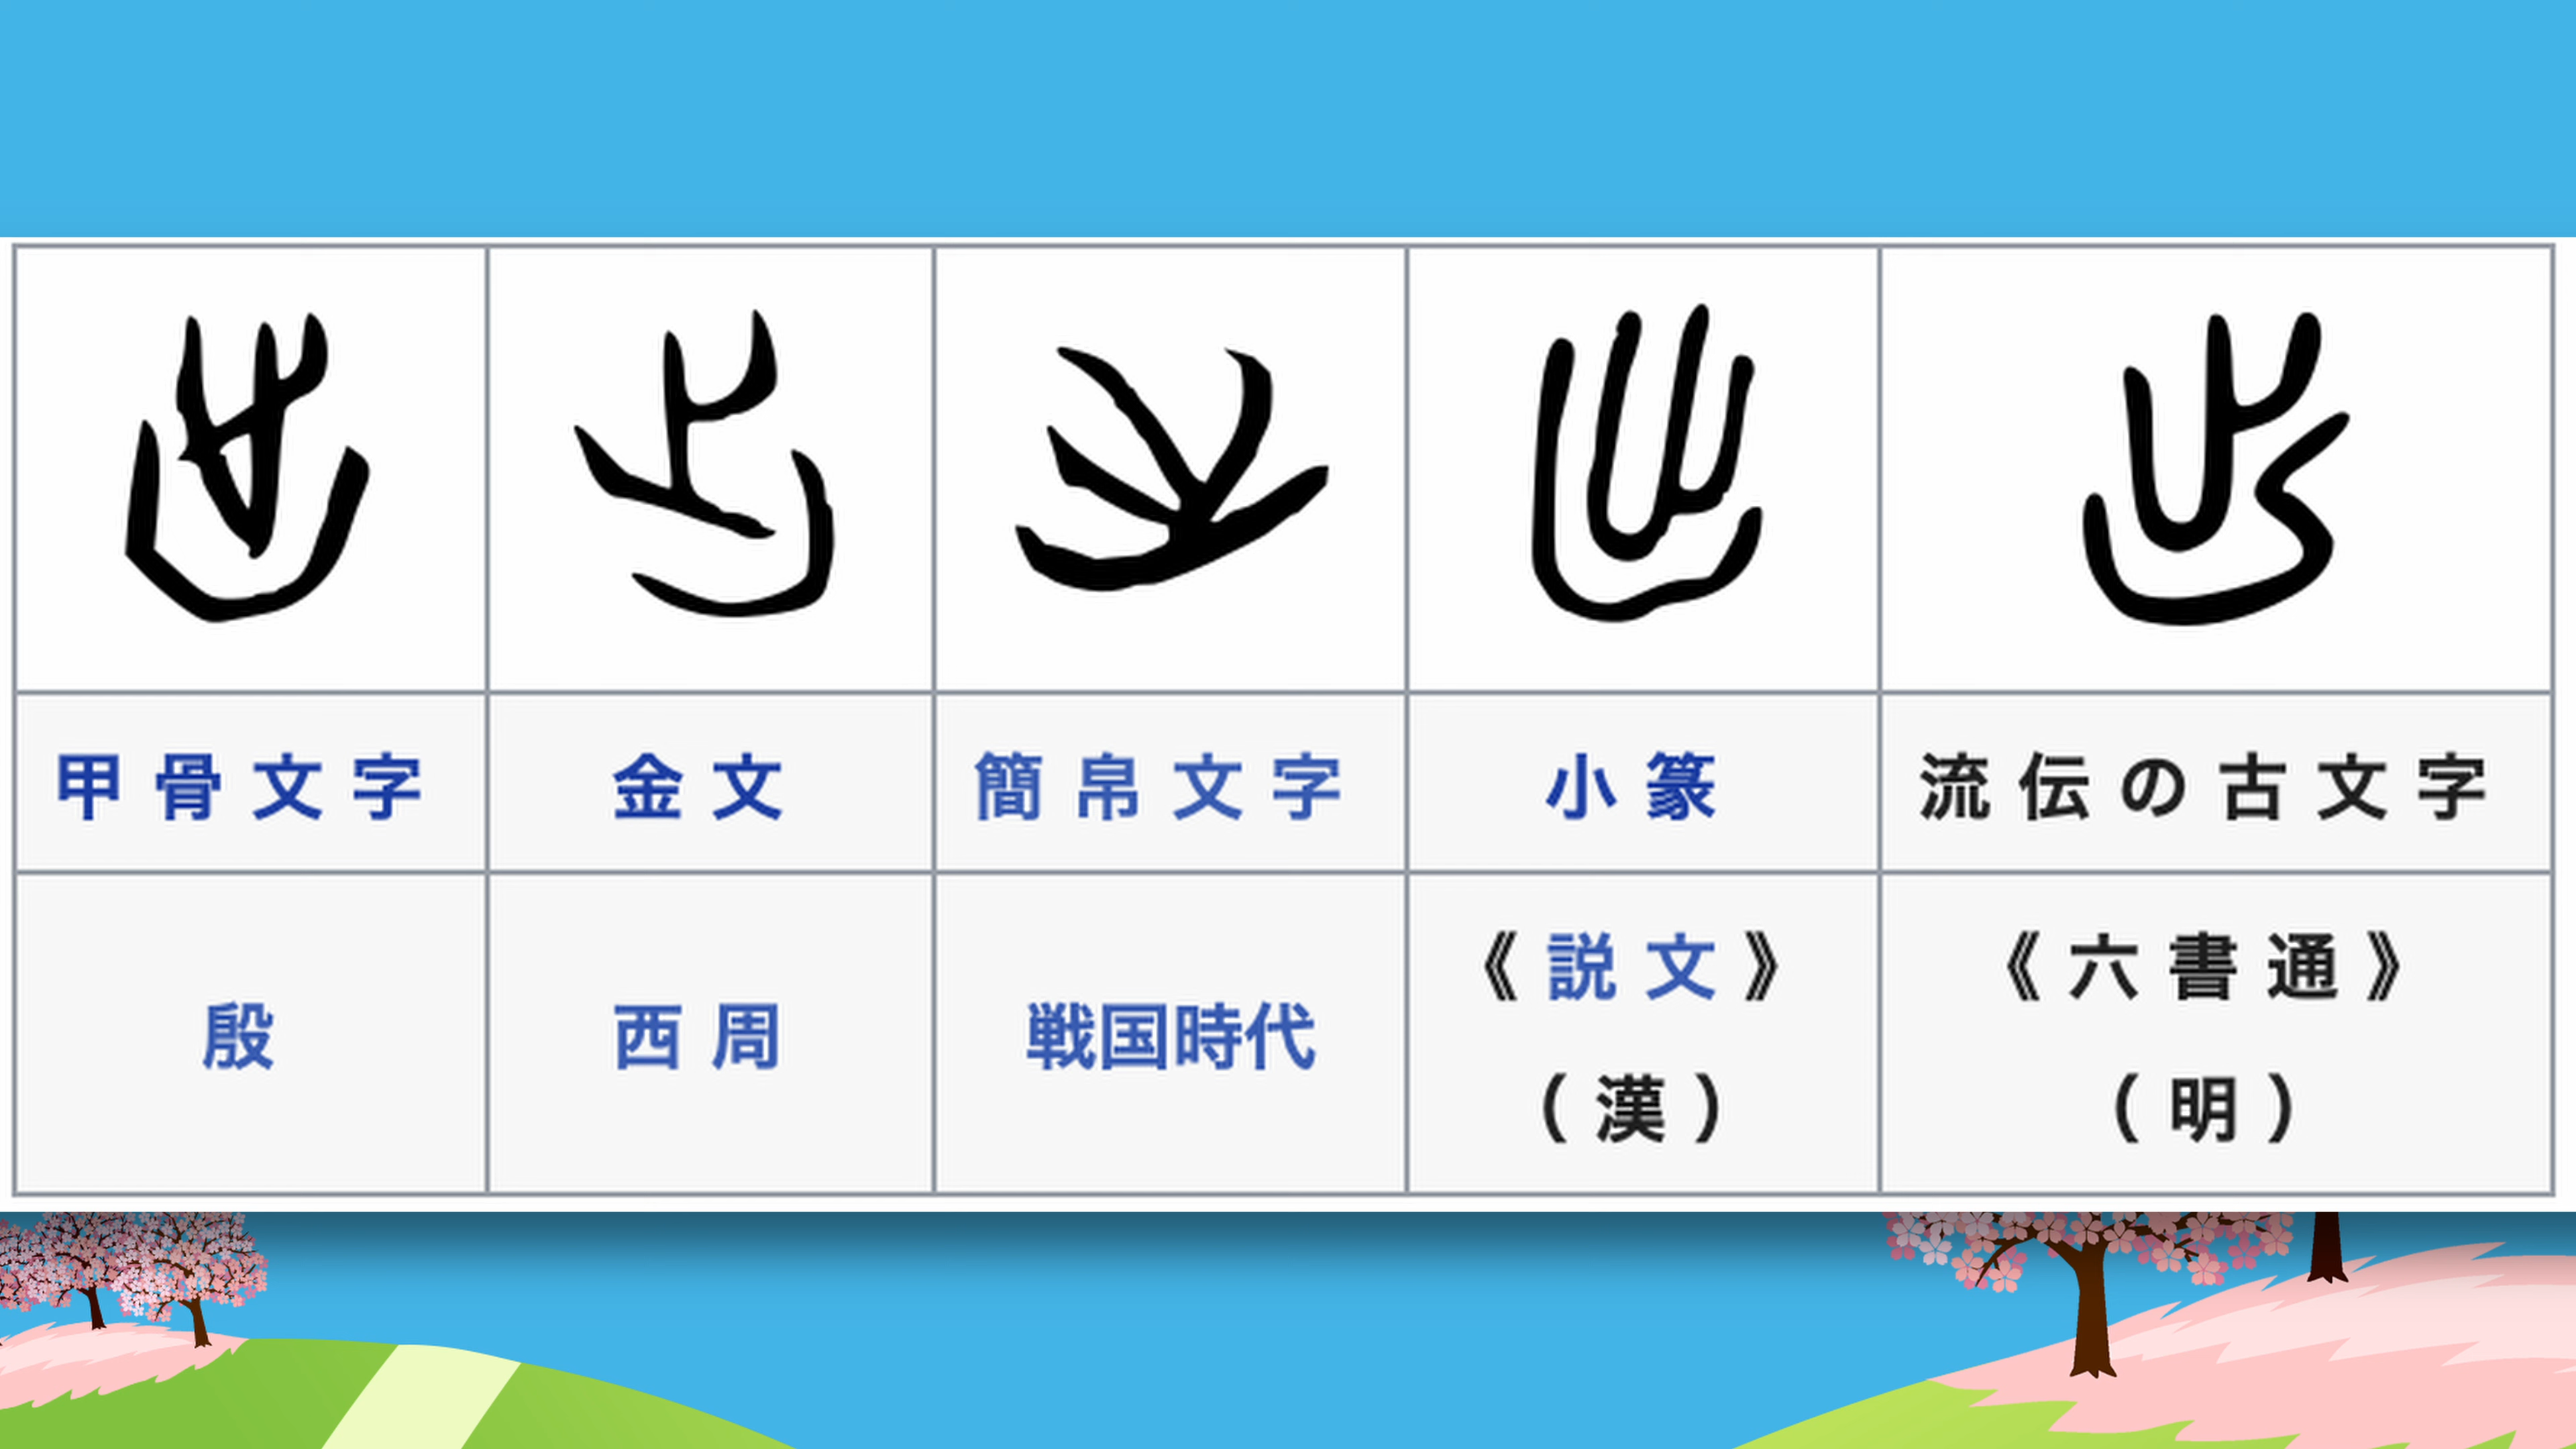 甲骨文字 金文 簡帛文字 小篆 流伝の古文字
殷 西周 戦国時代 《説文》 《六書通》
(漢) (明)